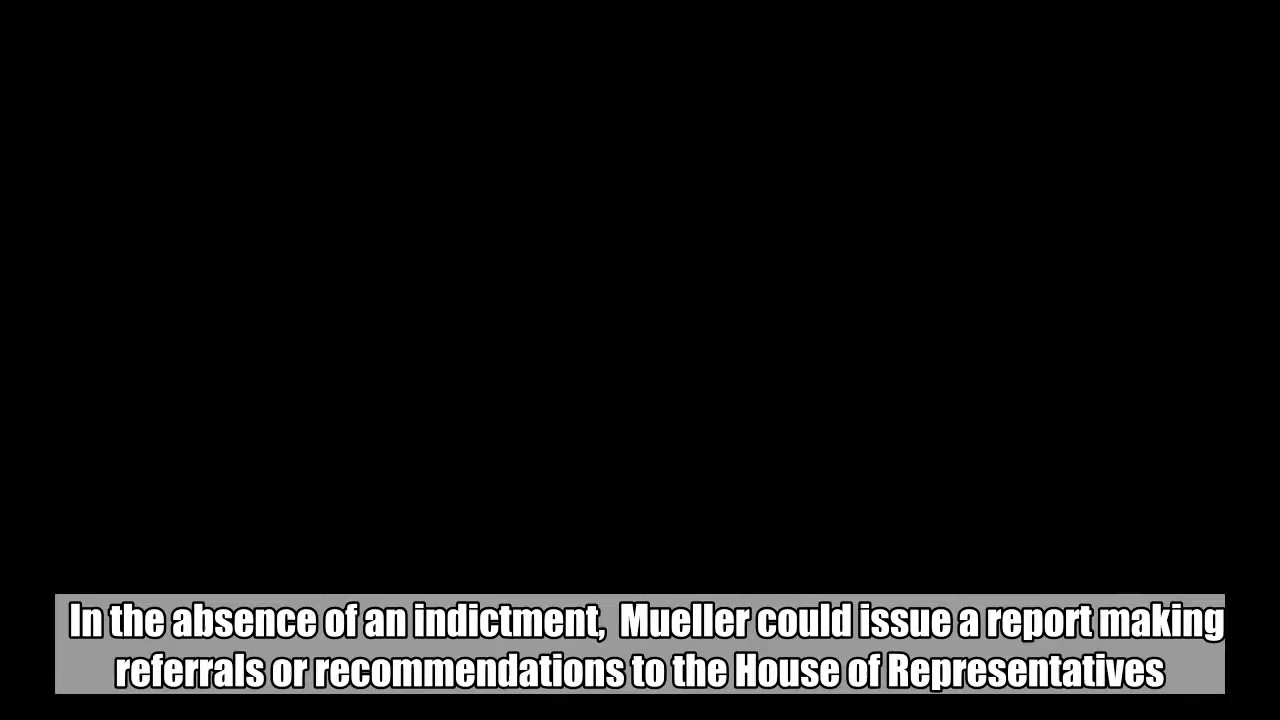 In the absence of an indictment,  Mueller could issue a report making
referrals or recommendations to the House of Representatives